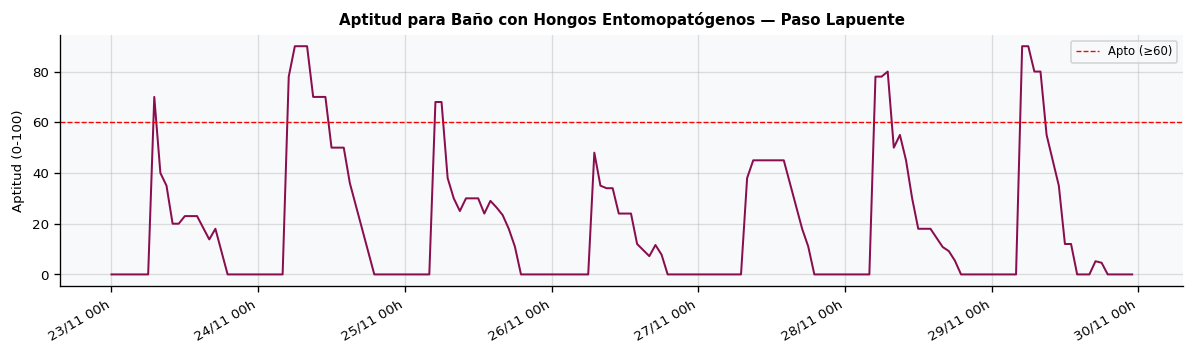 Aptitud para Baño con Hongos Entomopatógenos — Paso Lapuente
Apto (≥60)
Aptitud (0-100)
80
60
40
20
0
23/11 00h
24/11 00h
25/11 00h
26/11 00h
27/11 00h
28/11 00h
29/11 00h
30/11 00h